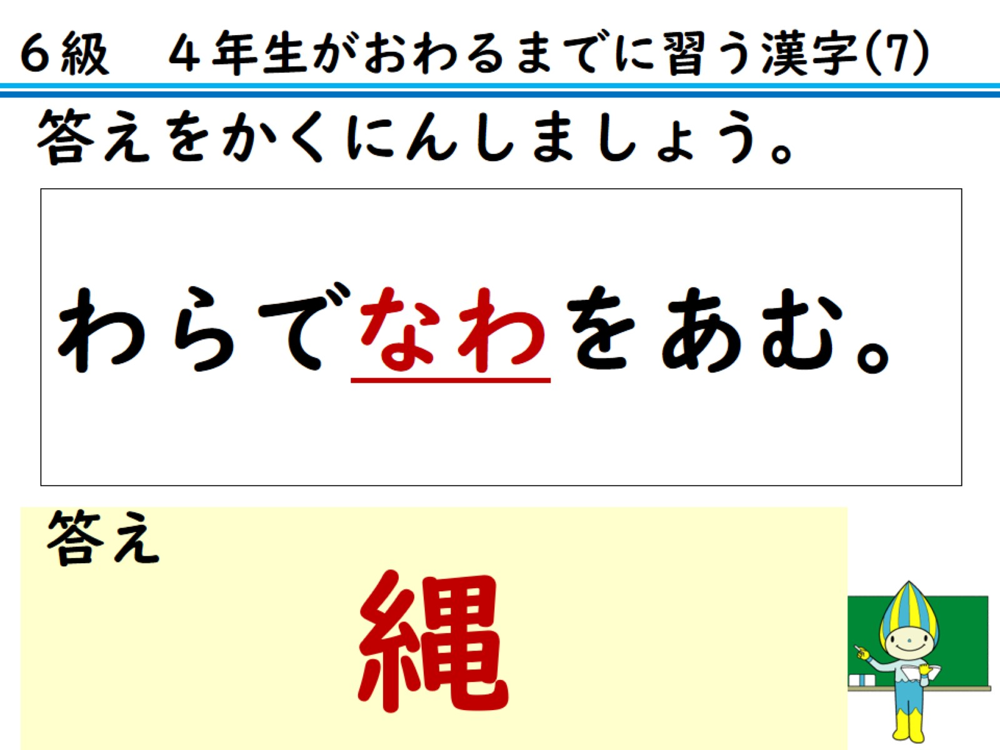 ６級　４年生がおわるまでに習う漢字(7)
答えをかくにんしましょう。
わらでなわをあむ。
答え
縄